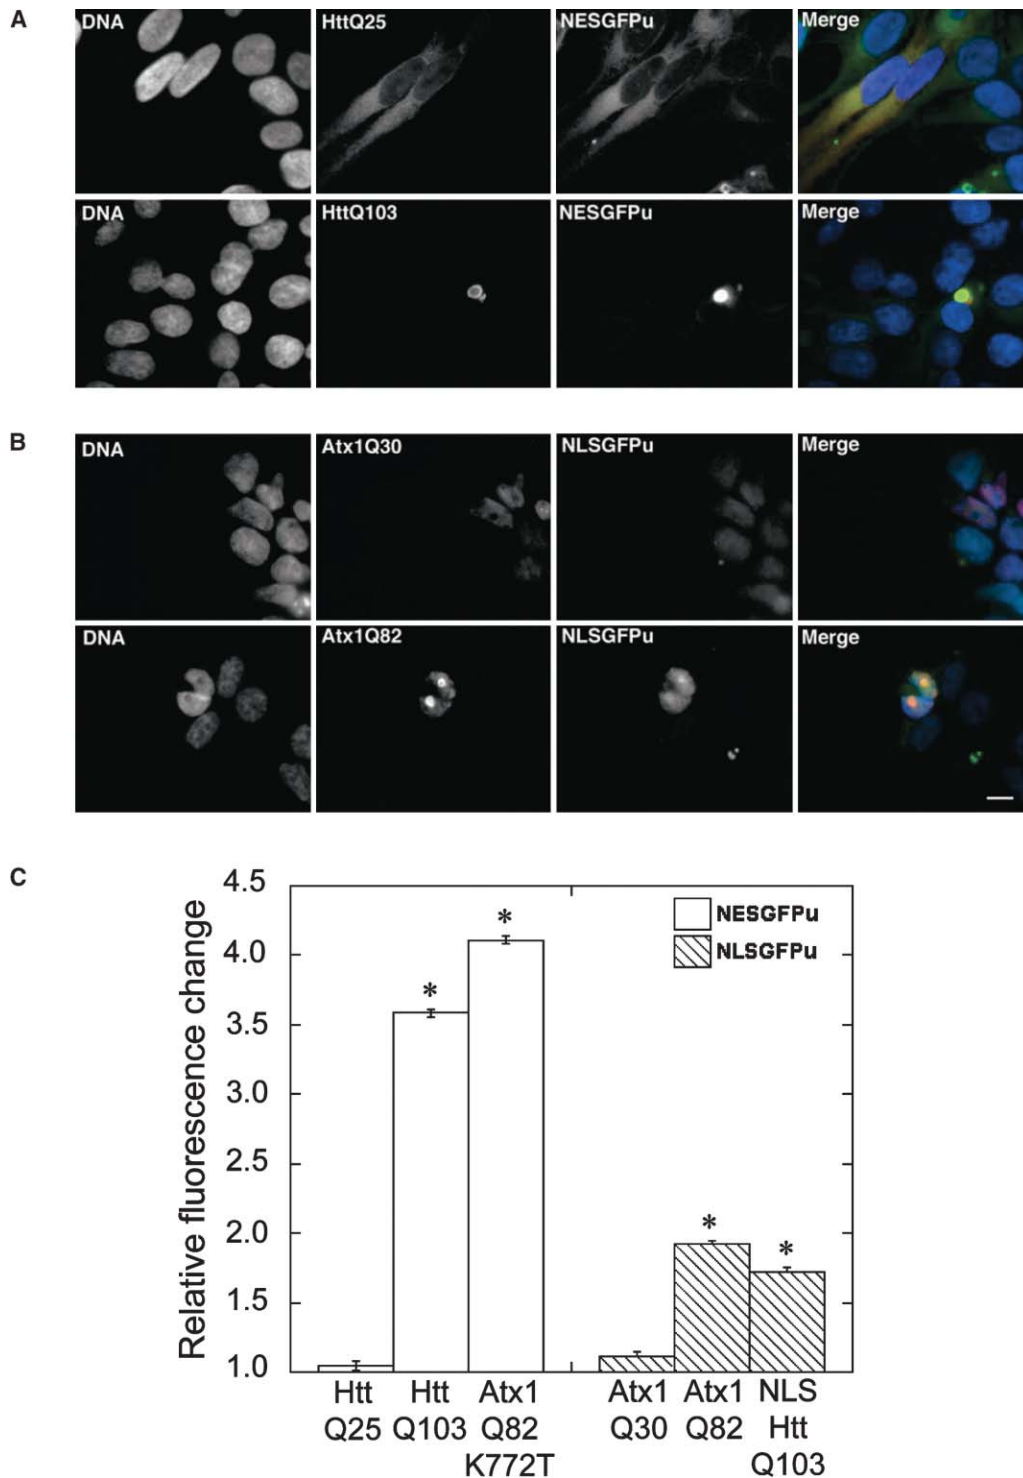 A
DNA
HttQ25
NESGFPu
Merge
DNA
HttQ103
NESGFPu
Merge
B
DNA
Atx1Q30
NLSGFPu
Merge
DNA
Atx1Q82
NLSGFPu
Merge
C
Relative fluorescence change
4.5
4.0
3.5
3.0
2.5
2.0
1.5
1.0
*
*
*
*
NESGFPu
NLSGFPu
Htt
Q25
Htt
Q103
Atx1
Q82
K772T
Atx1
Q30
Atx1
Q82
NLS
Htt
Q103